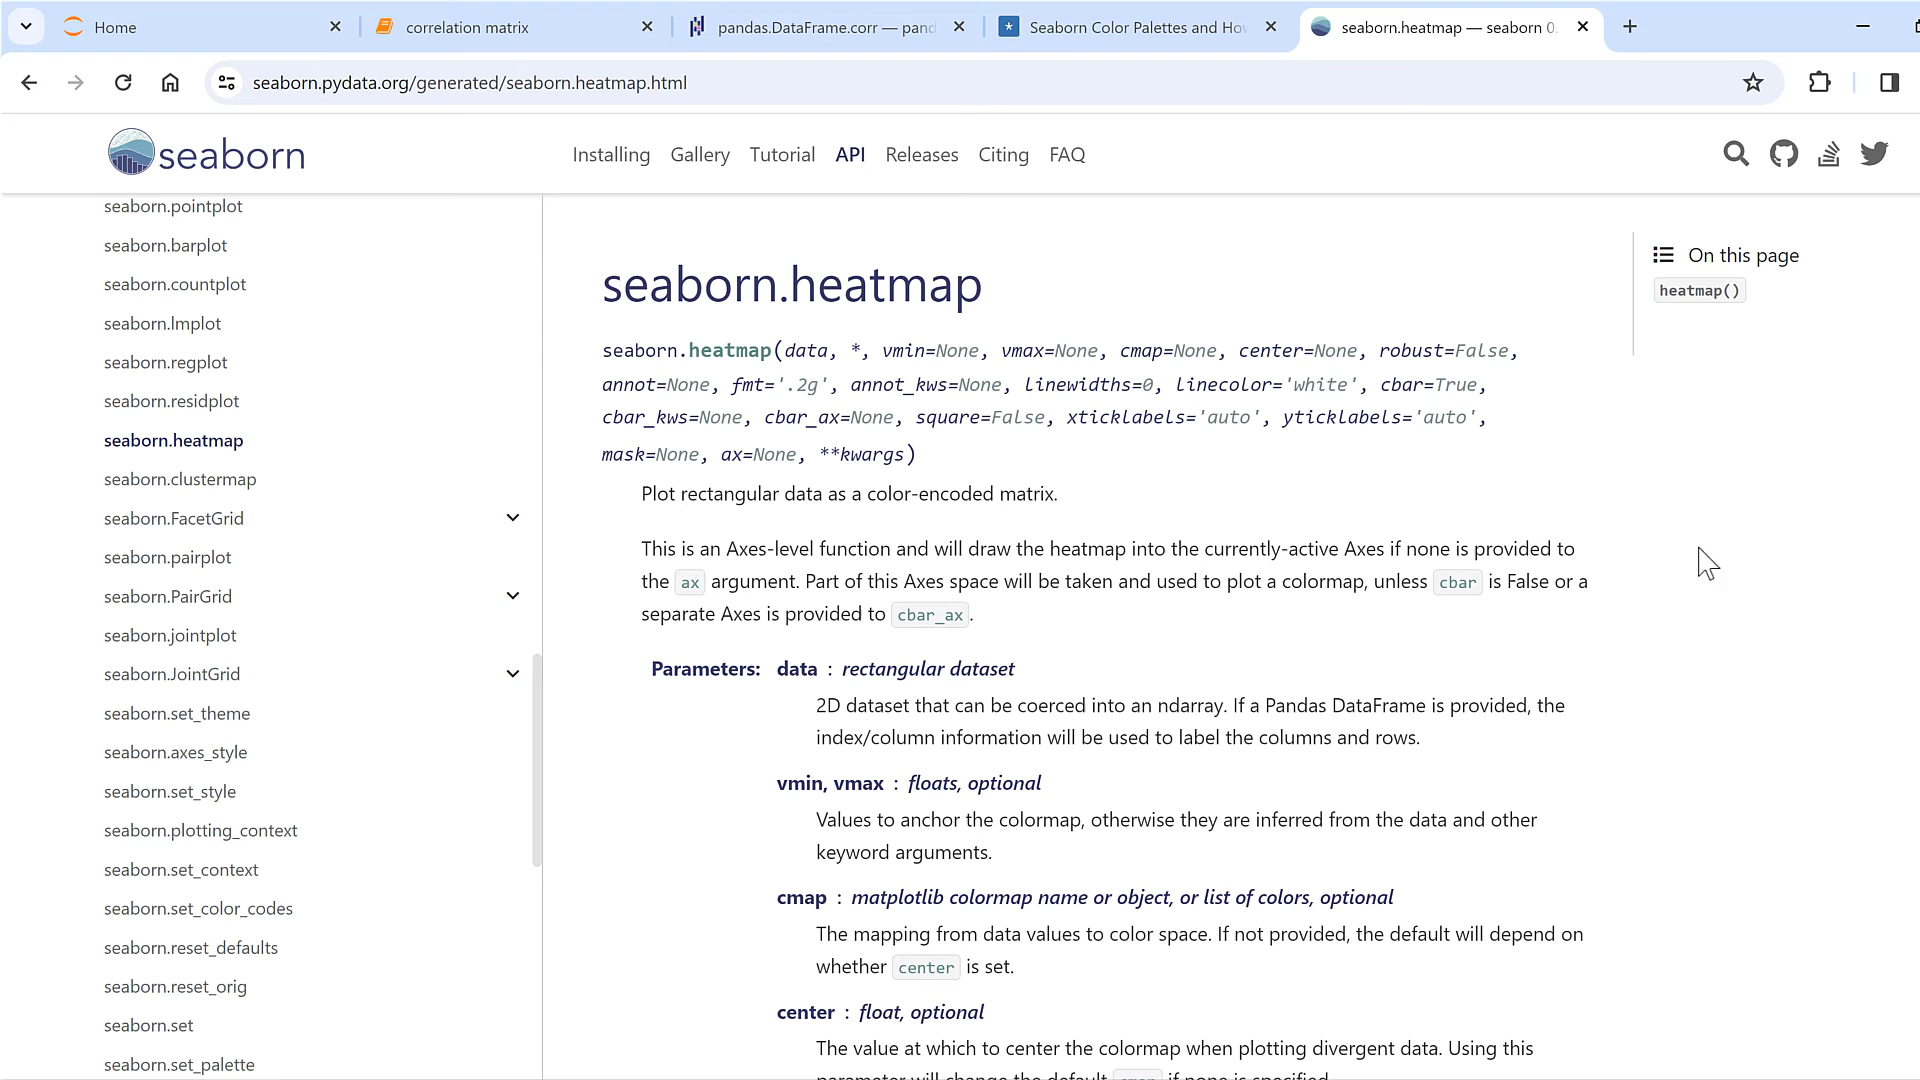 Home
correlation matrix
pandas.DataFrame.corr — pand
Seaborn Color Palettes and Hov
seaborn.heatmap — seaborn 0.
seaborn.pydata.org/generated/seaborn.heatmap.html
seaborn
Installing Gallery Tutorial API Releases Citing FAQ
seaborn.pointplot
seaborn.barplot
seaborn.countplot
seaborn.lmplot
seaborn.regplot
seaborn.residplot
seaborn.heatmap
seaborn.clustermap
seaborn.FacetGrid
seaborn.pairplot
seaborn.PairGrid
seaborn.jointplot
seaborn.JointGrid
seaborn.set_theme
seaborn.axes_style
seaborn.set_style
seaborn.plotting_context
seaborn.set_context
seaborn.set_color_codes
seaborn.reset_defaults
seaborn.reset_orig
seaborn.set
seaborn.set_palette
seaborn.heatmap
seaborn.heatmap(data, *, vmin=None, vmax=None, cmap=None, center=None, robust=False,
annot=None, fmt='.2g', annot_kws=None, linewidths=0, linecolor='white', cbar=True,
cbar_kws=None, cbar_ax=None, square=False, xticklabels='auto', yticklabels='auto',
mask=None, ax=None, **kwargs)
Plot rectangular data as a color-encoded matrix.
This is an Axes-level function and will draw the heatmap into the currently-active Axes if none is provided to
the ax argument. Part of this Axes space will be taken and used to plot a colormap, unless cbar is False or a
separate Axes is provided to cbar_ax.
Parameters: data : rectangular dataset
2D dataset that can be coerced into an ndarray. If a Pandas DataFrame is provided, the
index/column information will be used to label the columns and rows.
vmin, vmax : floats, optional
Values to anchor the colormap, otherwise they are inferred from the data and other
keyword arguments.
cmap : matplotlib colormap name or object, or list of colors, optional
The mapping from data values to color space. If not provided, the default will depend on
whether center is set.
center : float, optional
The value at which to center the colormap when plotting divergent data. Using this
parameter will change the default cmap if none is specified.
On this page
heatmap()